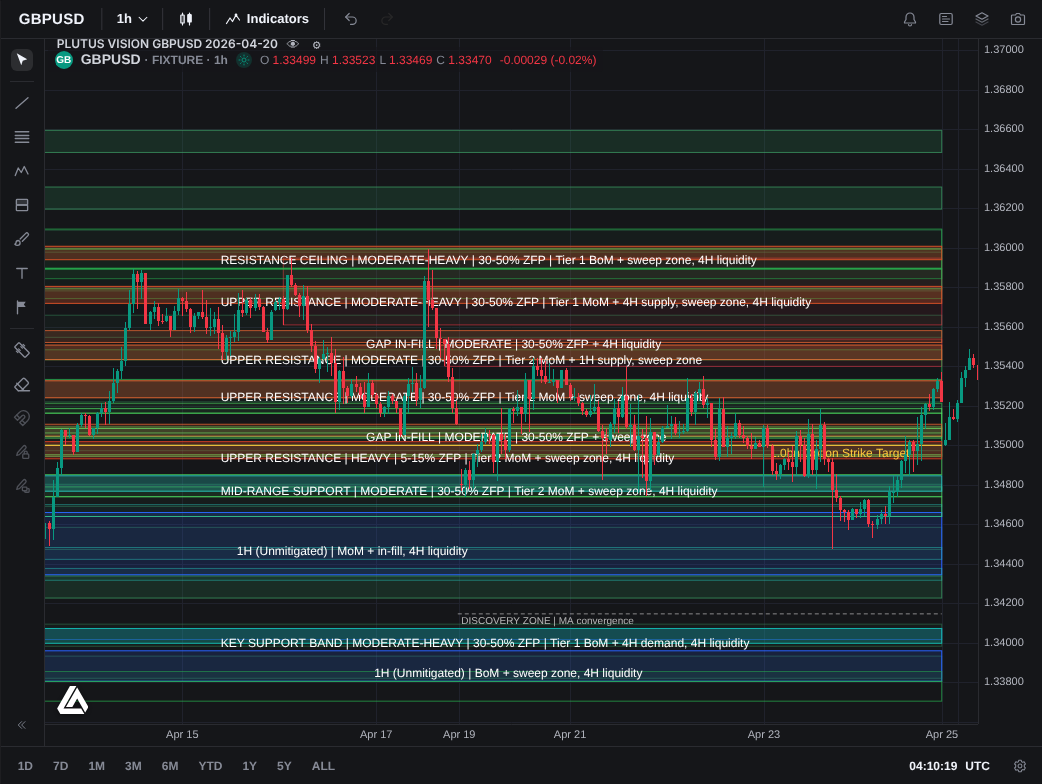 GBPUSD 1h Indicators
PLUTUS VISION GBPUSD 2026-04-20
GB GBPUSD · FIXTURE · 1h O 1.33499 H 1.33523 L 1.33469 C 1.33470 -0.00029 (-0.02%)
1.37000
1.36800
1.36600
1.36400
1.36200
1.36000
RESISTANCE CEILING | MODERATE-HEAVY | 30-50% ZFP | Tier 1 BoM + sweep zone, 4H liquidity
1.35800
UPPER RESISTANCE | MODERATE-HEAVY | 30-50% ZFP | Tier 1 MoM + 4H supply, sweep zone, 4H liquidity
1.35600
GAP IN-FILL | MODERATE | 30-50% ZFP + 4H liquidity
UPPER RESISTANCE | MODERATE | 30-50% ZFP | Tier 2 MoM + 1H supply, sweep zone
1.35400
UPPER RESISTANCE | MODERATE | 30-50% ZFP | Tier 2 MoM + sweep zone, 4H liquidity
1.35200
GAP IN-FILL | MODERATE | 30-50% ZFP + sweep zone
1.35000
Option Strike Target
UPPER RESISTANCE | HEAVY | 5-15% ZFP | Tier 2 MoM + sweep zone, 4H liquidity
1.34800
MID-RANGE SUPPORT | MODERATE | 30-50% ZFP | Tier 2 MoM + sweep zone, 4H liquidity
1.34600
1H (Unmitigated) | MoM + in-fill, 4H liquidity
1.34400
1.34200
DISCOVERY ZONE | MA convergence
1.34000
KEY SUPPORT BAND | MODERATE-HEAVY | 30-50% ZFP | Tier 1 BoM + 4H demand, 4H liquidity
1H (Unmitigated) | BoM + sweep zone, 4H liquidity
1.33800
Apr 15 Apr 17 Apr 19 Apr 21 Apr 23 Apr 25
1D 7D 1M 3M 6M YTD 1Y 5Y ALL 04:10:19 UTC